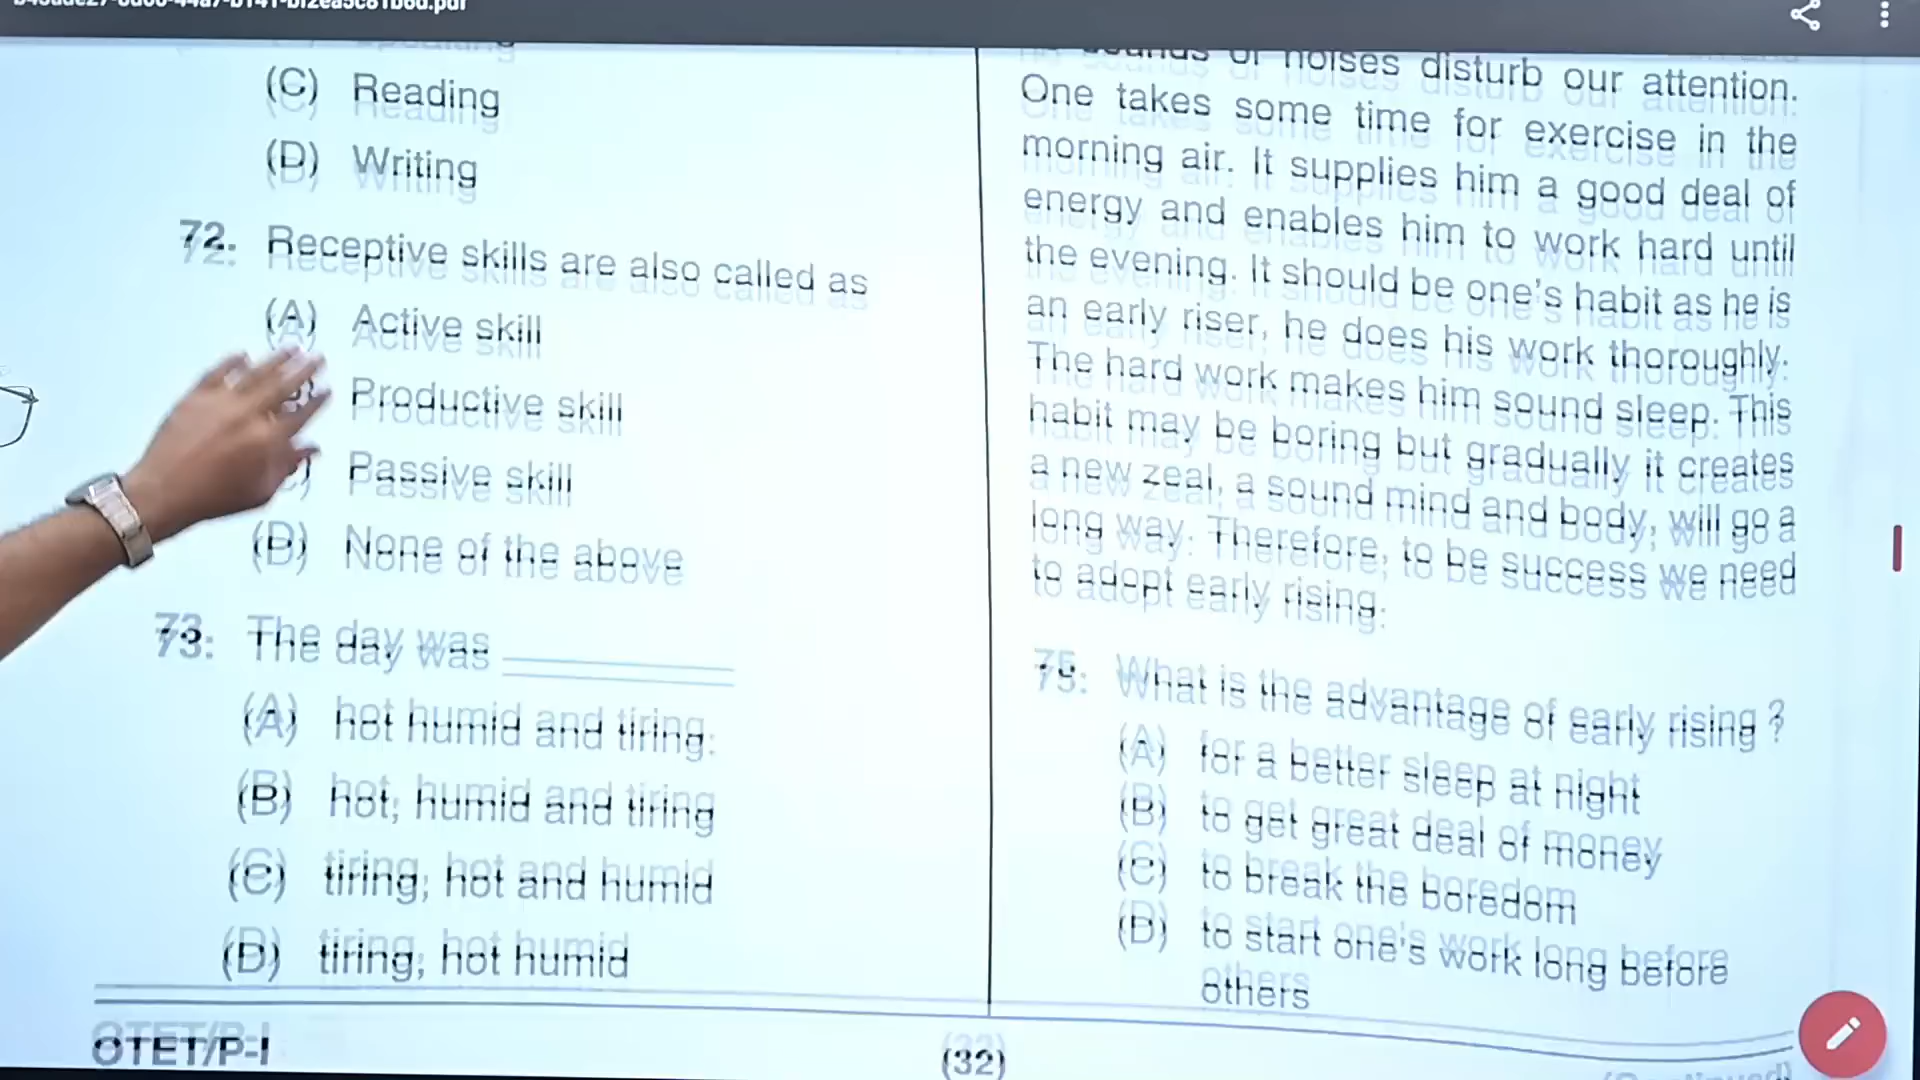 (C) Reading
(D) Writing
72. Receptive skills are also called as
(A) Active skill
Productive skill
Passive skill
(D) None of the above
73. The day was ________
(A) hot humid and tiring.
(B) hot, humid and tiring
(C) tiring, hot and humid
(D) tiring, hot humid
OTET/P-I
(32)
sounds or noises disturb our attention.
One takes some time for exercise in the
morning air. It supplies him a good deal of
energy and enables him to work hard until
the evening. It should be one's habit as he is
an early riser, he does his work thoroughly.
The hard work makes him sound sleep. This
habit may be boring but gradually it creates
a new zeal, a sound mind and body, will go a
long way. Therefore, to be success we need
to adopt early rising.
75. What is the advantage of early rising ?
(A) for a better sleep at night
(B) to get great deal of money
(C) to break the boredom
(D) to start one's work long before
others